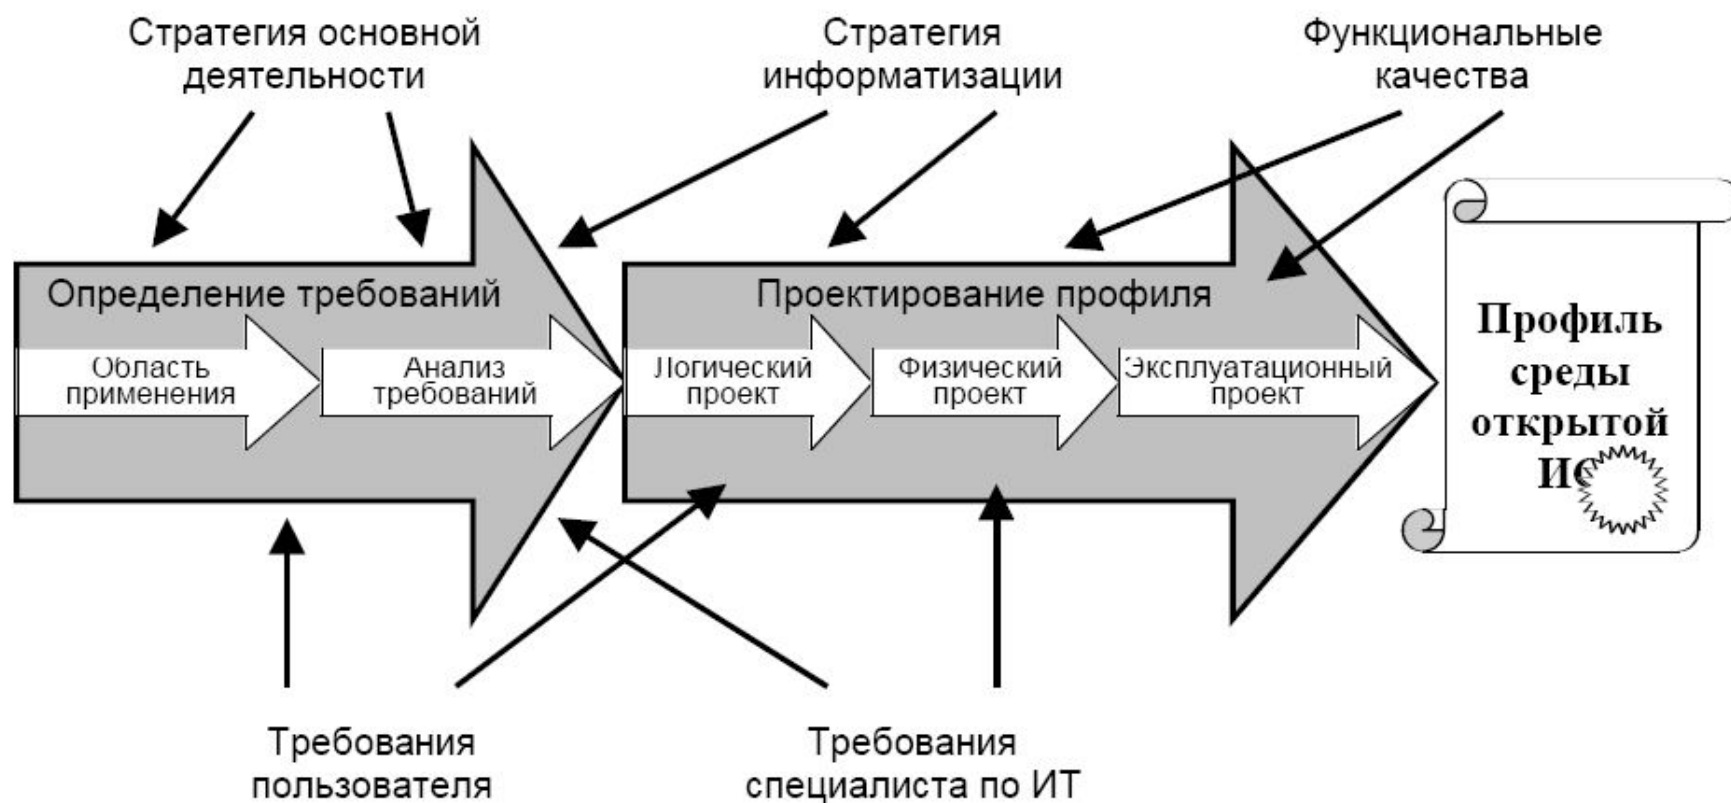 Стратегия основной
деятельности
Стратегия
информатизации
Функциональные
качества
Определение требований
Область
применения
Анализ
требований
Проектирование профиля
Логический
проект
Физический
проект
Эксплуатационный
проект
Профиль
среды
открытой
ИС
Требования
пользователя
Требования
специалиста по ИТ